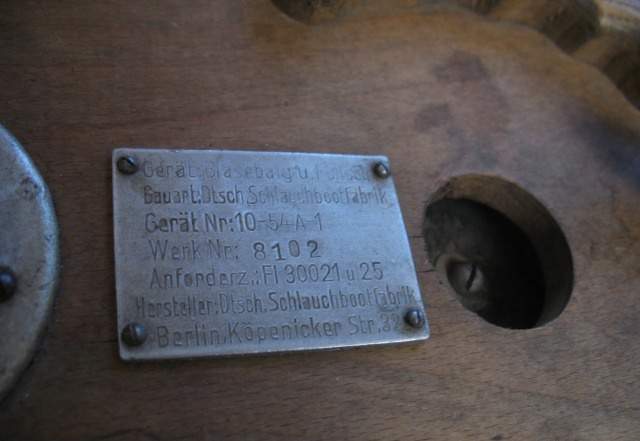 Gerät: Blasebalg u.
Bauart: Dtsch. Schlauchbootfabrik
Gerät Nr: 10-54-A-1
Werk Nr: 8102
Anforderz.: Fl 30021 u 25
Hersteller: Dtsch. Schlauchbootfabrik
Berlin, Köpenicker Str.